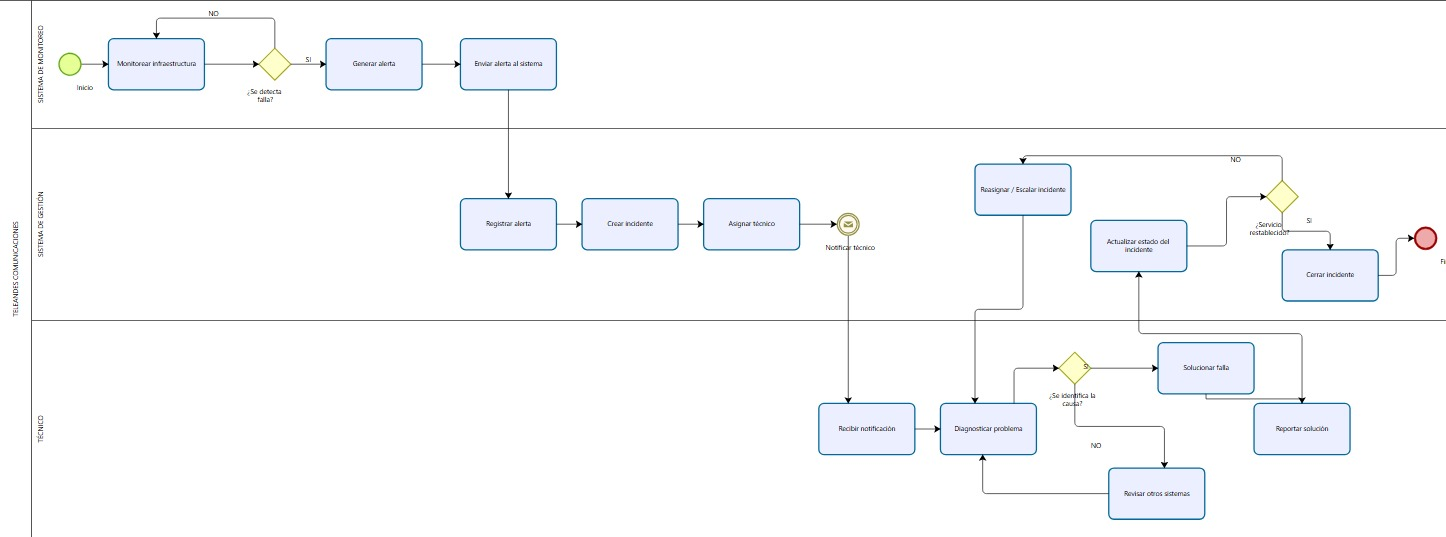 TELEANDES COMUNICACIONES
SISTEMA DE MONITOREO
NO
Monitorear infraestructura
SI
Generar alerta
Enviar alerta al sistema
Inicio
¿Se detecta
falla?
SISTEMA DE GESTIÓN
NO
Reasignar / Escalar incidente
Registrar alerta
Crear incidente
Asignar técnico
Notificar técnico
Actualizar estado del
incidente
¿Servicio
restablecido?
SI
Cerrar incidente
TÉCNICO
SI
Solucionar falla
¿Se identifica la
causa?
Recibir notificación
Diagnosticar problema
Reportar solución
NO
Revisar otros sistemas